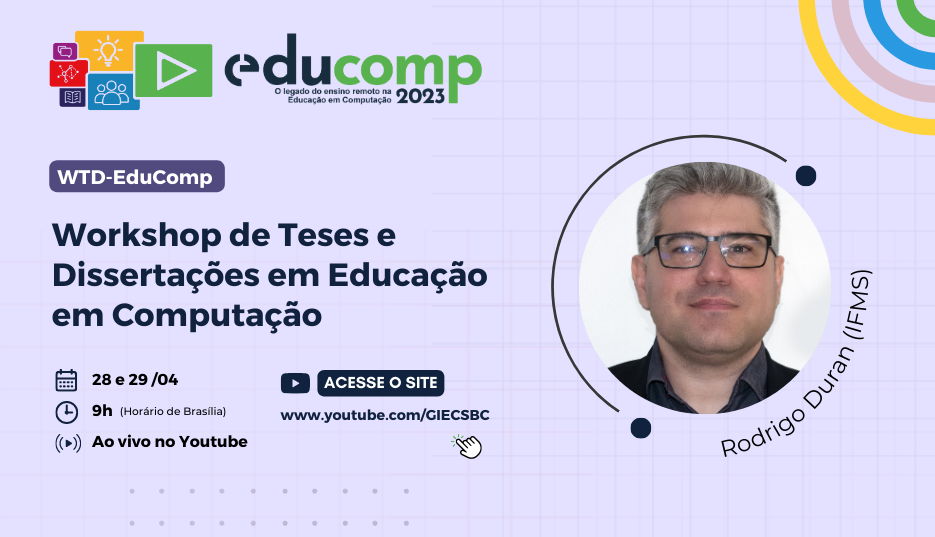 educomp
O legado do ensino remoto na
Educação em Computação
2023
WTD-EduComp
Workshop de Teses e
Dissertações em Educação
em Computação
28 e 29 /04
9h (Horário de Brasília)
Ao vivo no Youtube
ACESSE O SITE
www.youtube.com/GIECSBC
Rodrigo Duran (IFMS)